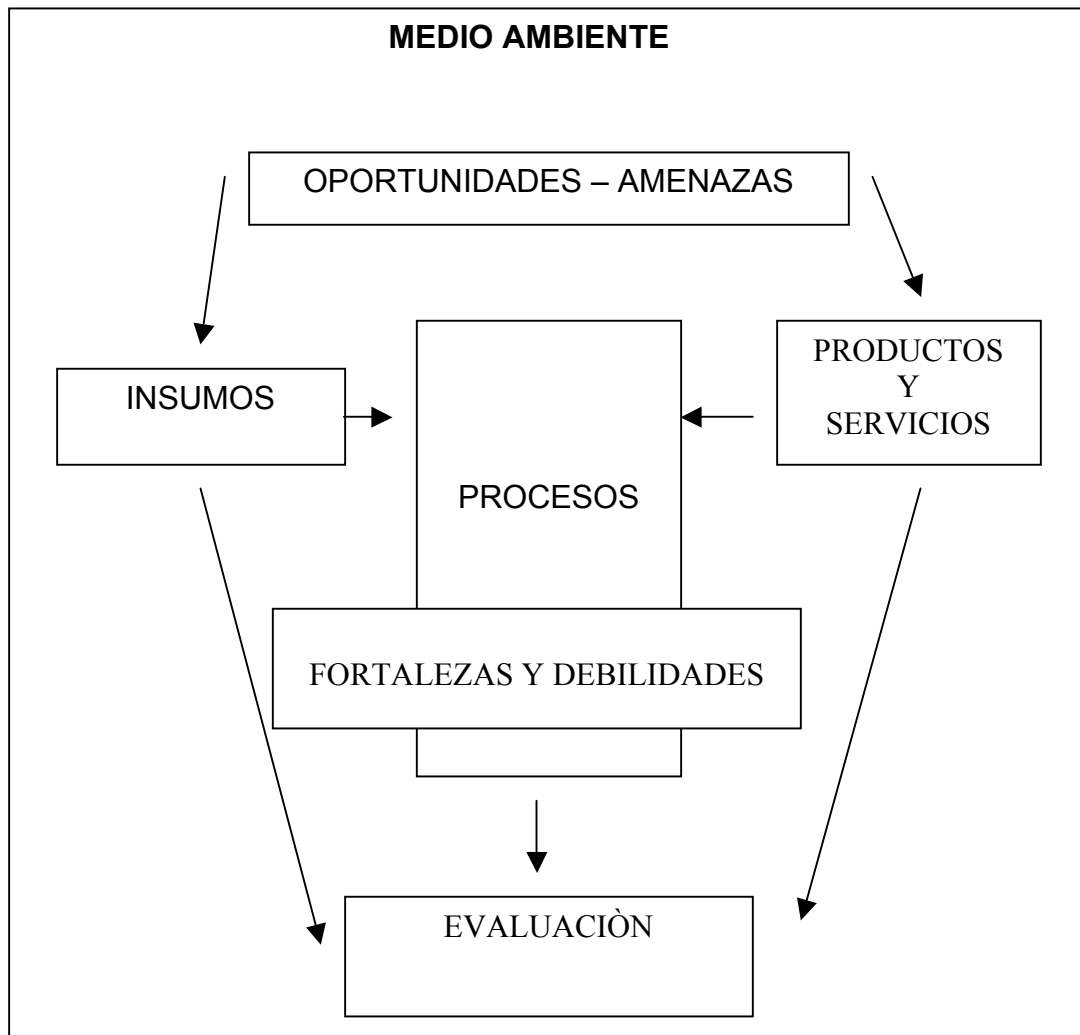 MEDIO AMBIENTE
OPORTUNIDADES – AMENAZAS
INSUMOS
PROCESOS
PRODUCTOS
Y
SERVICIOS
FORTALEZAS Y DEBILIDADES
EVALUACIÒN